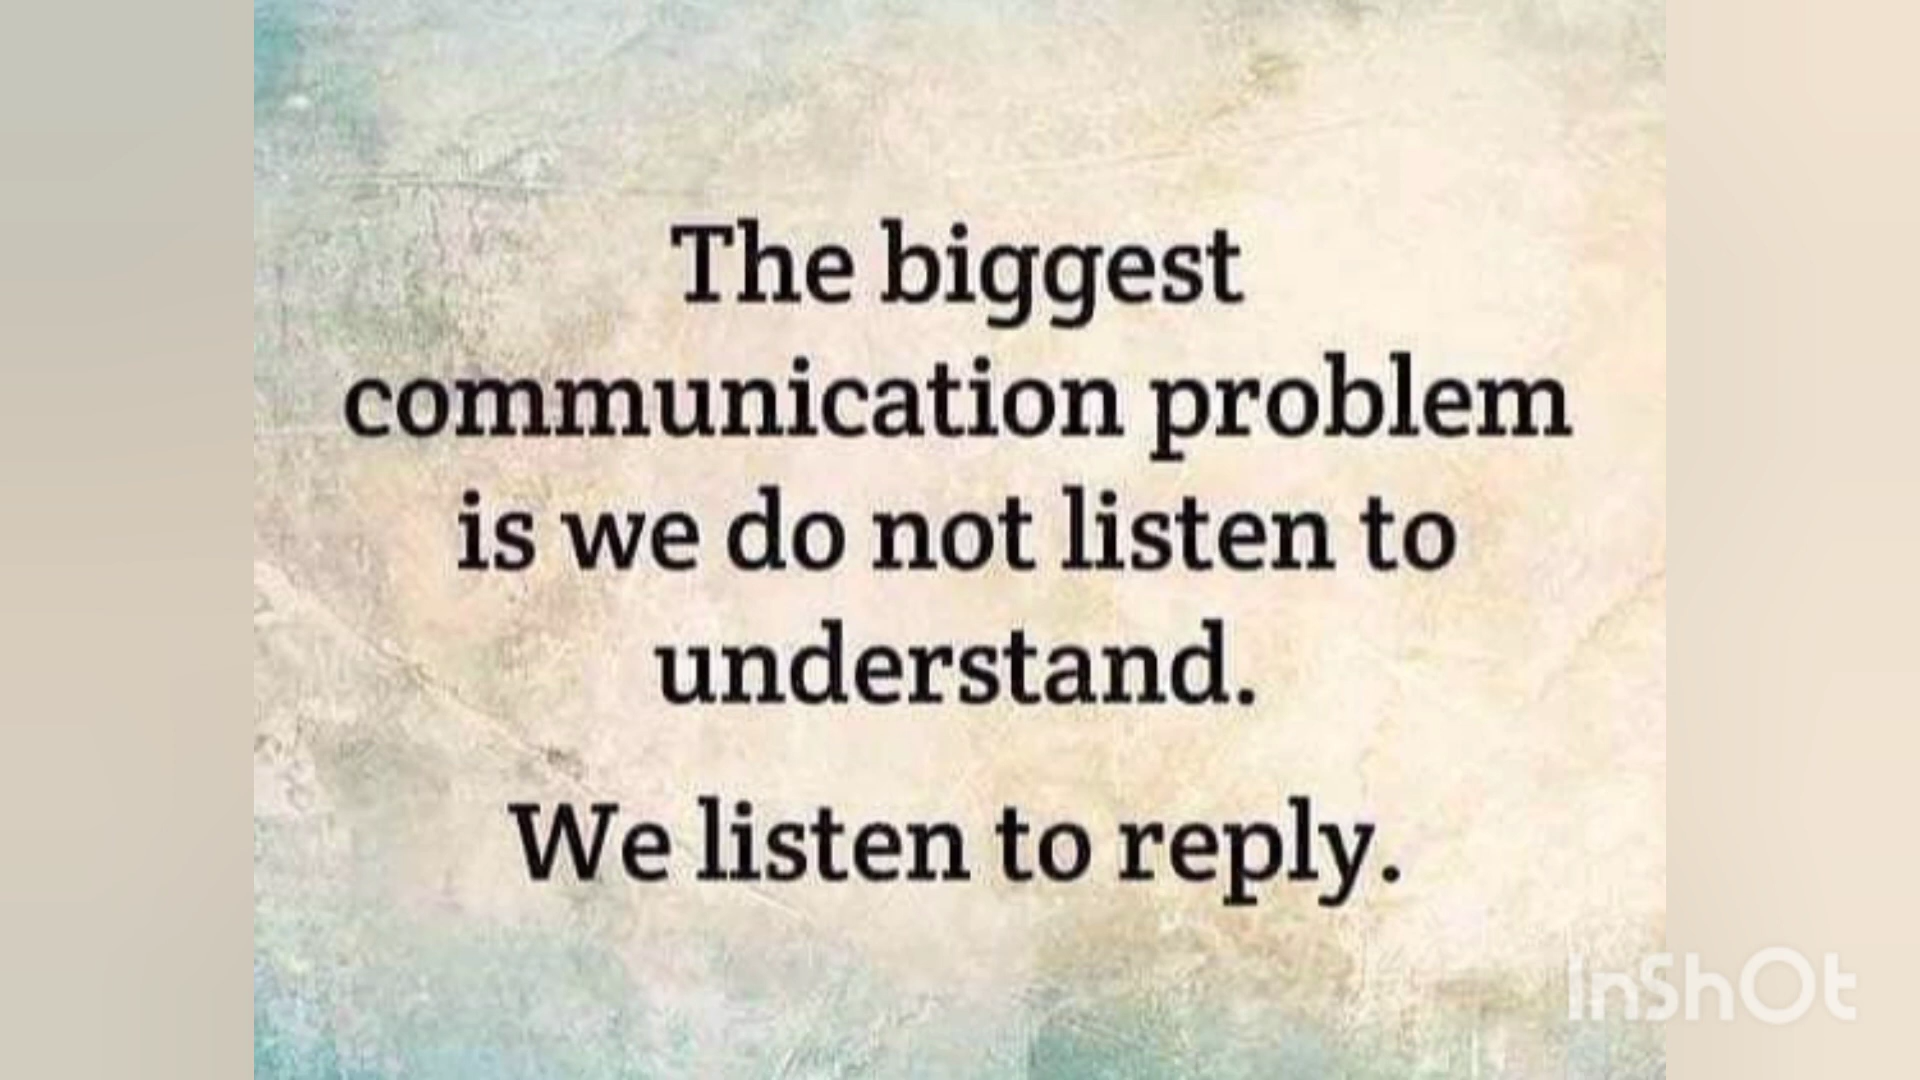 The biggest
communication problem
is we do not listen to
understand.
We listen to reply.
InShOt